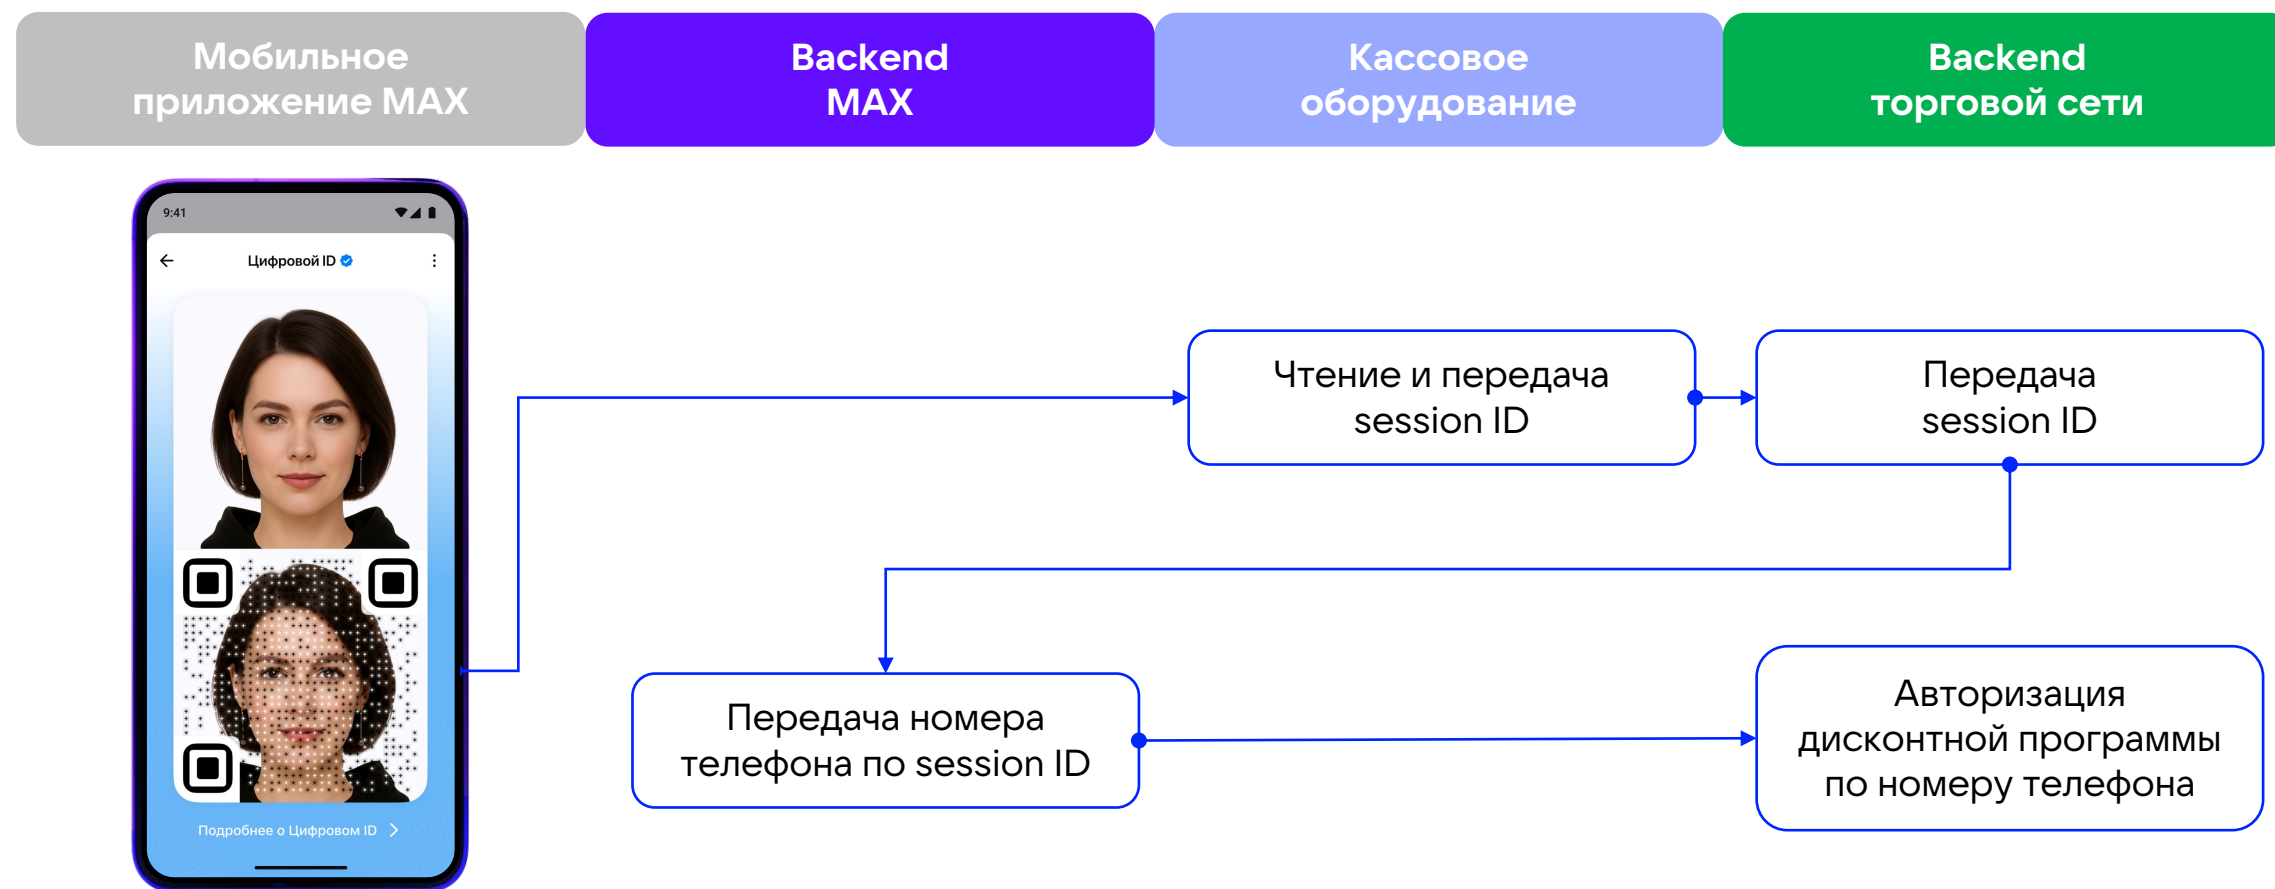 Мобильное
приложение MAX
Backend
MAX
Кассовое
оборудование
Backend
торговой сети
9:41
Цифровой ID
Подробнее о Цифровом ID
Чтение и передача
session ID
Передача
session ID
Передача номера
телефона по session ID
Авторизация
дисконтной программы
по номеру телефона